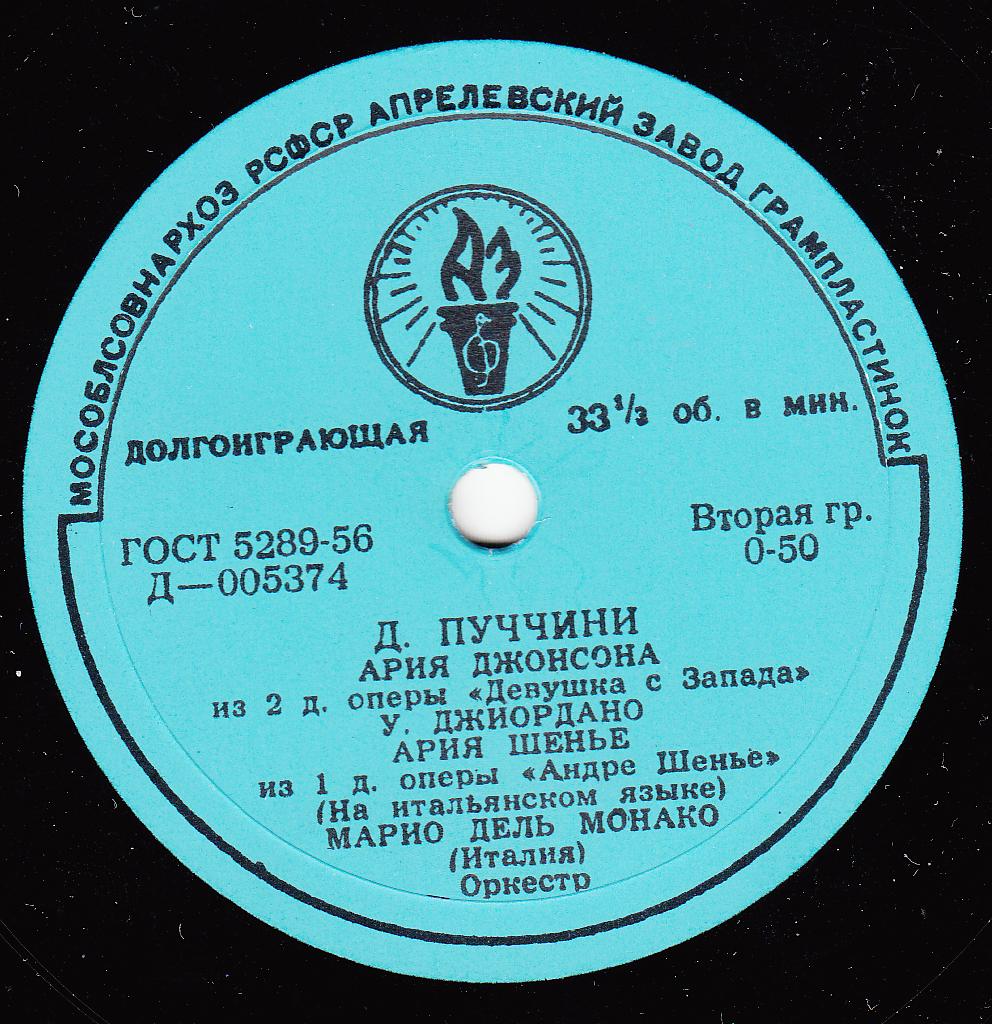 МОСОБЛСОВНАРХОЗ РСФСР АПРЕЛЕВСКИЙ ЗАВОД ГРАМПЛАСТИНОК
АЗ
ДОЛГОИГРАЮЩАЯ
33 1/3 об. в мин.
ГОСТ 5289-56
Д—005374
Вторая гр.
0-50
Д. ПУЧЧИНИ
АРИЯ ДЖОНСОНА
из 2 д. оперы «Девушка с Запада»
У. ДЖИОРДАНО
АРИЯ ШЕНЬЕ
из 1 д. оперы «Андре Шенье»
(На итальянском языке)
МАРИО ДЕЛЬ МОНАКО
(Италия)
Оркестр